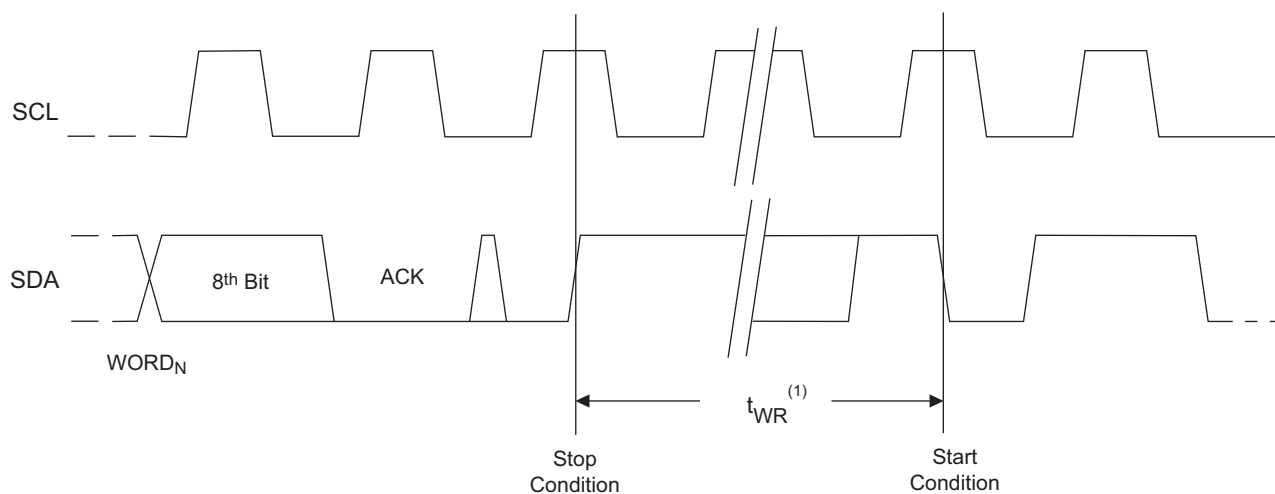 SCL
SDA
8th Bit
ACK
WORDN
tWR(1)
Stop
Condition
Start
Condition